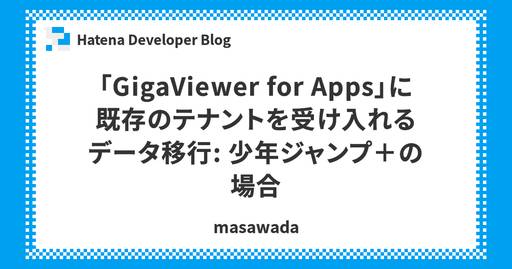 Hatena Developer Blog
「GigaViewer for Apps」に
既存のテナントを受け入れる
データ移行: 少年ジャンプ＋の
場合
masawada